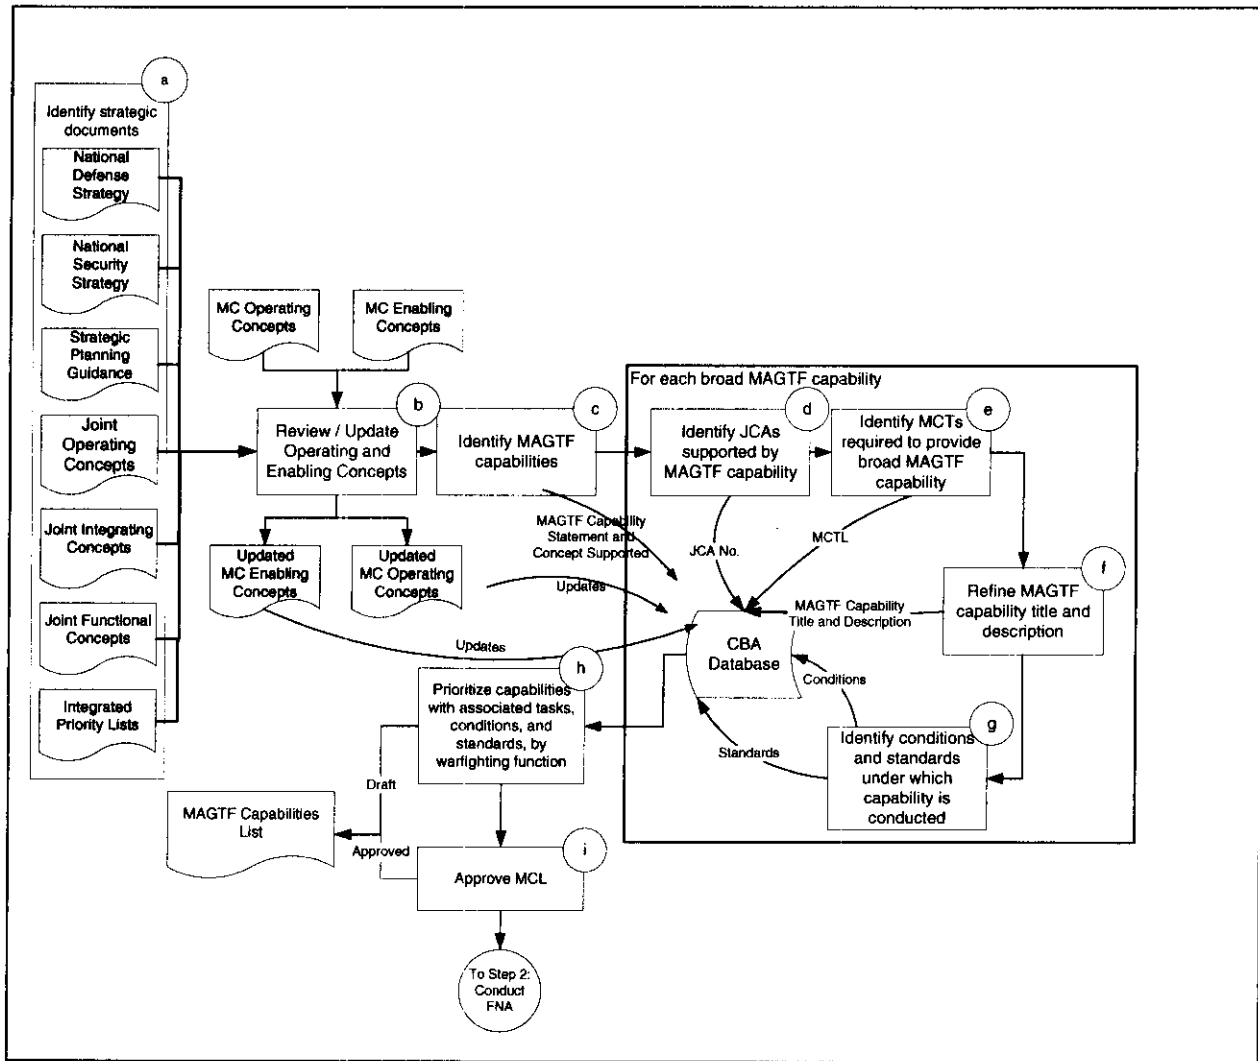 a
Identify strategic
documents
National
Defense
Strategy
National
Security
Strategy
Strategic
Planning
Guidance
Joint
Operating
Concepts
Joint Integrating
Concepts
Joint Functional
Concepts
Integrated
Priority Lists
MC Operating
Concepts
MC Enabling
Concepts
b
Review / Update
Operating and
Enabling Concepts
Updated
MC Enabling
Concepts
Updated
MC Operating
Concepts
c
Identify MAGTF
capabilities
MAGTF Capability
Statement and
Concept Supported
Updates
Updates
For each broad MAGTF capability
d
Identify JCAs
supported by
MAGTF capability
e
Identify MCTs
required to provide
broad MAGTF
capability
JCA No.
MCTL
f
Refine MAGTF
capability title and
description
MAGTF Capability
Title and Description
CBA
Database
Conditions
Standards
g
Identify conditions
and standards
under which
capability is
conducted
h
Prioritize capabilities
with associated tasks,
conditions, and
standards, by
warfighting function
Draft
MAGTF Capabilities
List
Approved
i
Approve MCL
To Step 2:
Conduct
FNA